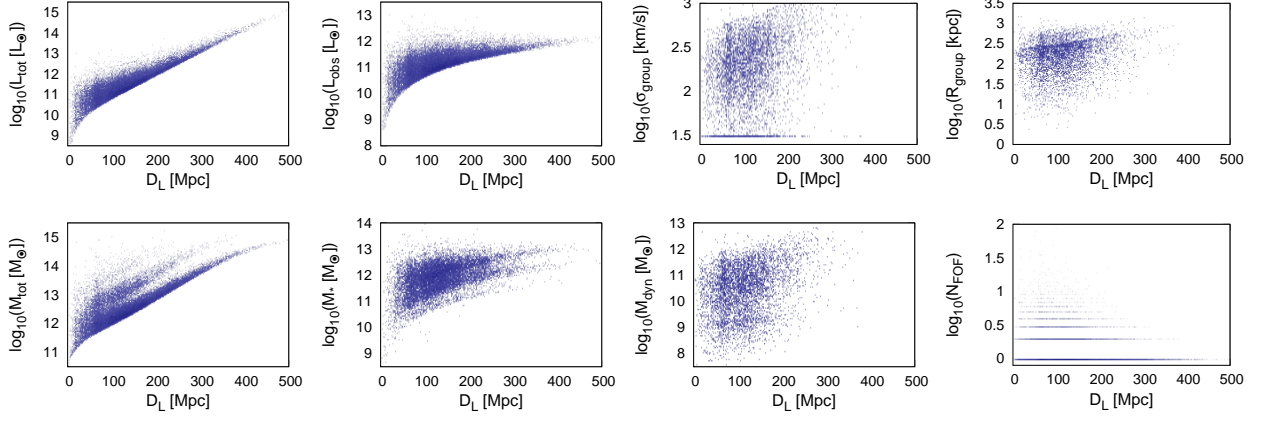 log10(Ltot [L☉])
15
14
13
12
11
10
9
0 100 200 300 400 500
DL [Mpc]
log10(Lobs [L☉])
13
12
11
10
9
8
0 100 200 300 400 500
DL [Mpc]
log10(σgroup [km/s])
3
2.5
2
1.5
0 100 200 300 400 500
DL [Mpc]
log10(Rgroup [kpc])
3.5
3
2.5
2
1.5
1
0.5
0
0 100 200 300 400 500
DL [Mpc]
log10(Mtot [M☉])
15
14
13
12
11
0 100 200 300 400 500
DL [Mpc]
log10(M* [M☉])
14
13
12
11
10
9
0 100 200 300 400 500
DL [Mpc]
log10(Mdyn [M☉])
13
12
11
10
9
8
0 100 200 300 400 500
DL [Mpc]
log10(NFOF)
2
1.5
1
0.5
0
0 100 200 300 400 500
DL [Mpc]